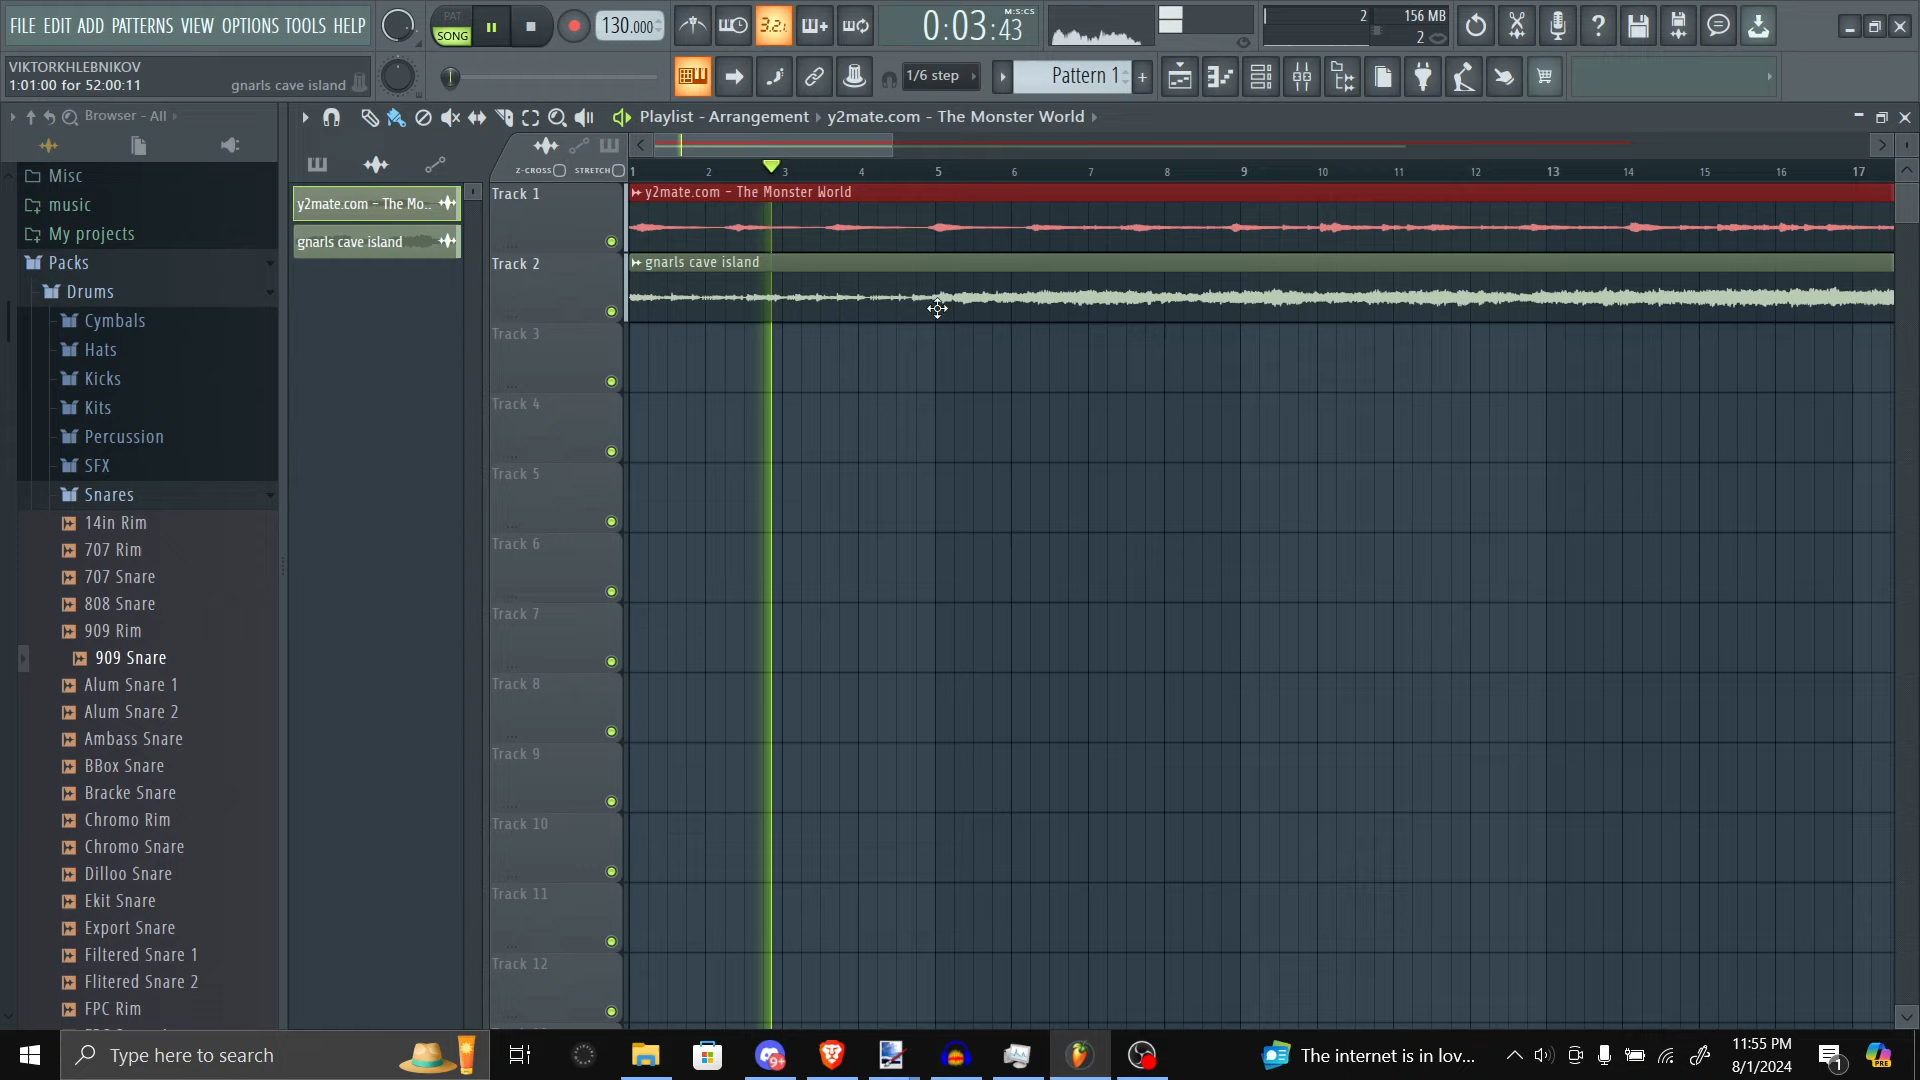 FILE EDIT ADD PATTERNS VIEW OPTIONS TOOLS HELP
PAT
SONG
130.000
3.2.
0:03:43
M:S:CS
2
156 MB
2
VIKTORKHLEBNIKOV
1:01:00 for 52:00:11
gnarls cave island
1/6 step
Pattern 1
+
Browser - All
Playlist - Arrangement › y2mate.com - The Monster World ›
Z-CROSS
STRETCH
1 2 3 4 5 6 7 8 9 10 11 12 13 14 15 16 17
Misc
music
My projects
Packs
Drums
Cymbals
Hats
Kicks
Kits
Percussion
SFX
Snares
14in Rim
707 Rim
707 Snare
808 Snare
909 Rim
909 Snare
Alum Snare 1
Alum Snare 2
Ambass Snare
BBox Snare
Bracke Snare
Chromo Rim
Chromo Snare
Dilloo Snare
Ekit Snare
Export Snare
Filtered Snare 1
Flitered Snare 2
FPC Rim
y2mate.com - The Mo..
gnarls cave island
Track 1
y2mate.com - The Monster World
Track 2
gnarls cave island
Track 3
Track 4
Track 5
Track 6
Track 7
Track 8
Track 9
Track 10
Track 11
Track 12
Type here to search
9+
The internet is in lov...
11:55 PM
8/1/2024
1
PRE